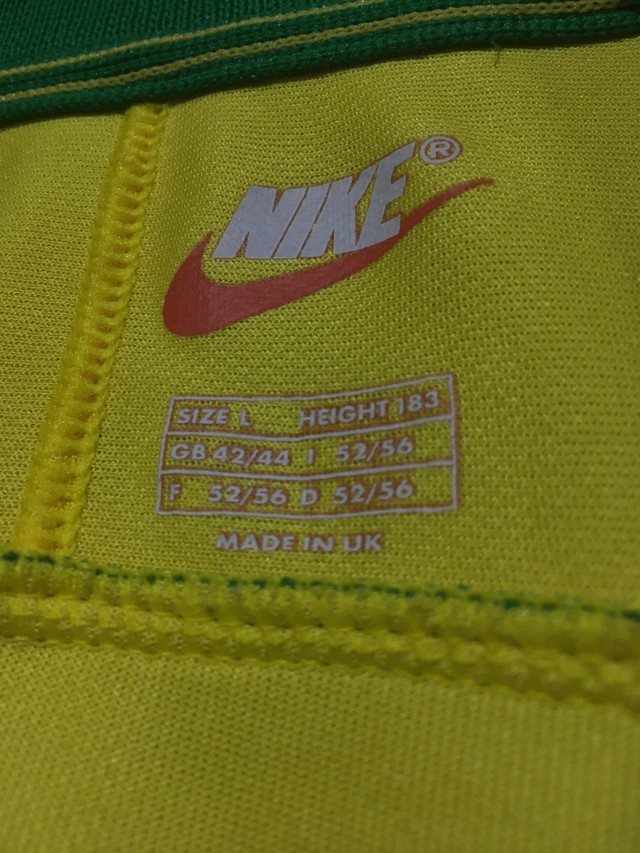 NIKE®
SIZE L HEIGHT 183
GB 42/44 I 52/56
F 52/56 D 52/56
MADE IN UK